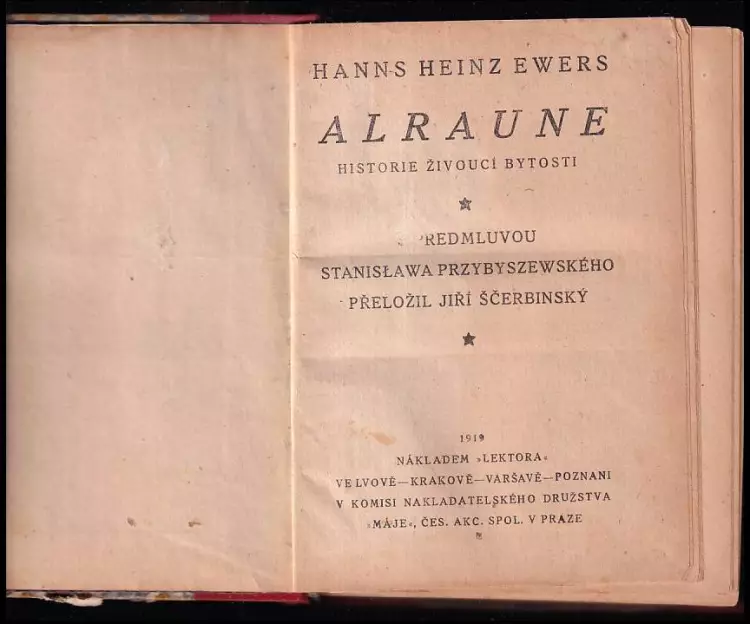 HANNS HEINZ EWERS
ALRAUNE
HISTORIE ŽIVOUCÍ BYTOSTI
PŘEDMLUVOU
STANISŁAWA PRZYBYSZEWSKÉHO
PŘELOŽIL JIŘÍ ŠČERBINSKÝ
1919
NÁKLADEM »LEKTORA«
VE LVOVĚ—KRAKOVĚ—VARŠAVĚ—POZNANI
V KOMISI NAKLADATELSKÉHO DRUŽSTVA
»MÁJE«, ČES. AKC. SPOL. V PRAZE